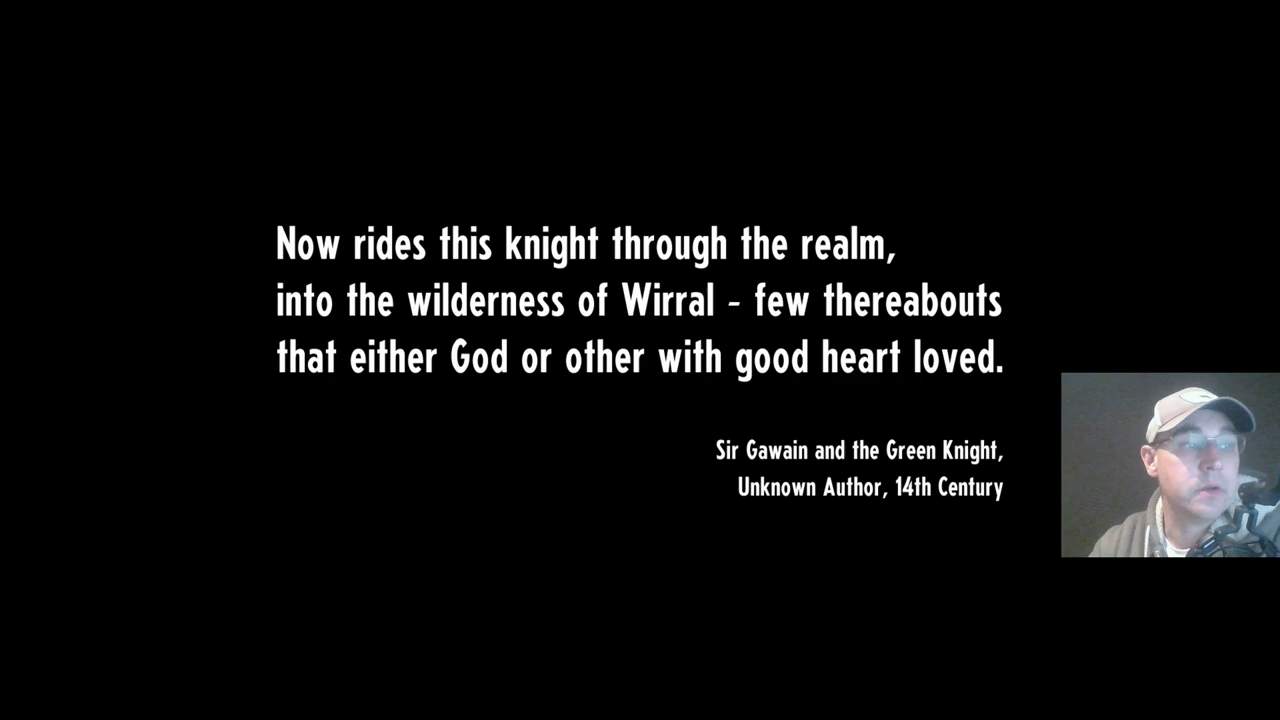 Now rides this knight through the realm,
into the wilderness of Wirral - few thereabouts
that either God or other with good heart loved.
Sir Gawain and the Green Knight,
Unknown Author, 14th Century